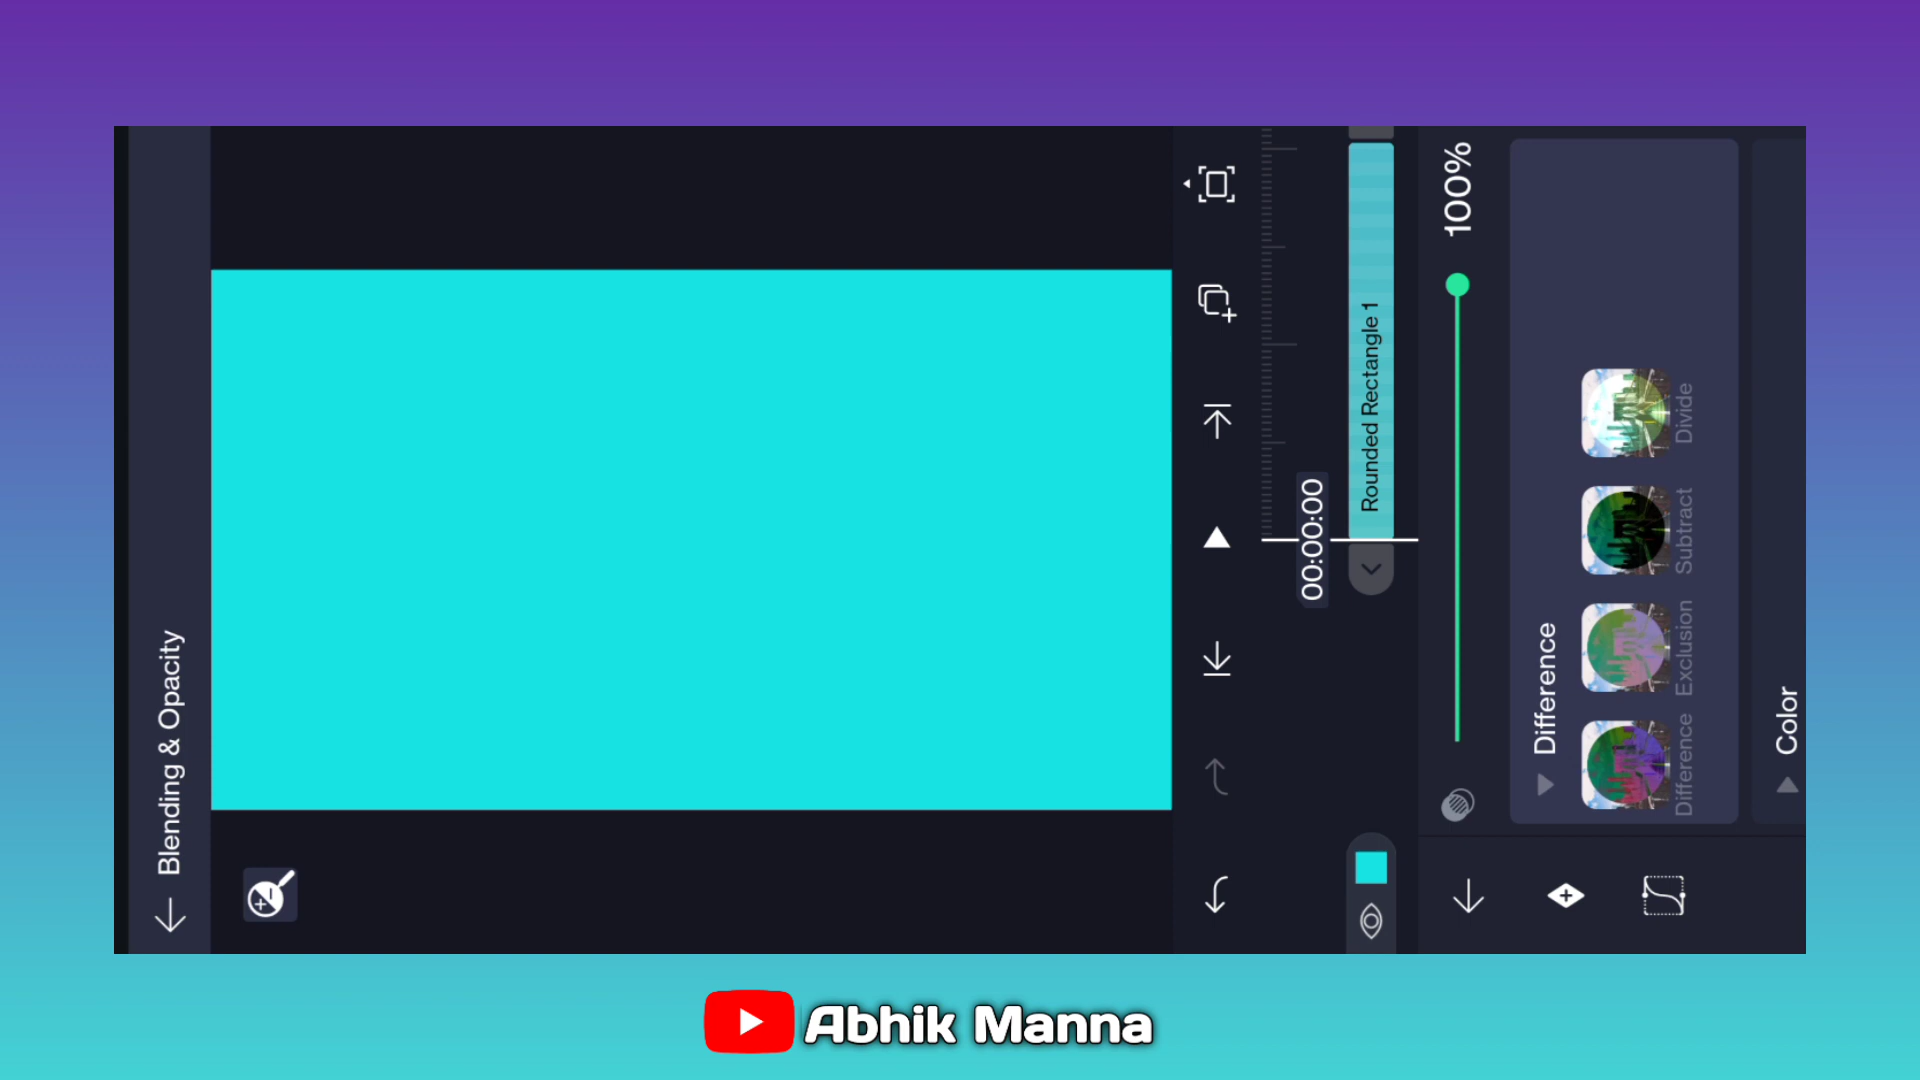 Blending & Opacity
00:00:00
Rounded Rectangle 1
100%
Difference
Difference
Exclusion
Subtract
Divide
Color
Abhik Manna